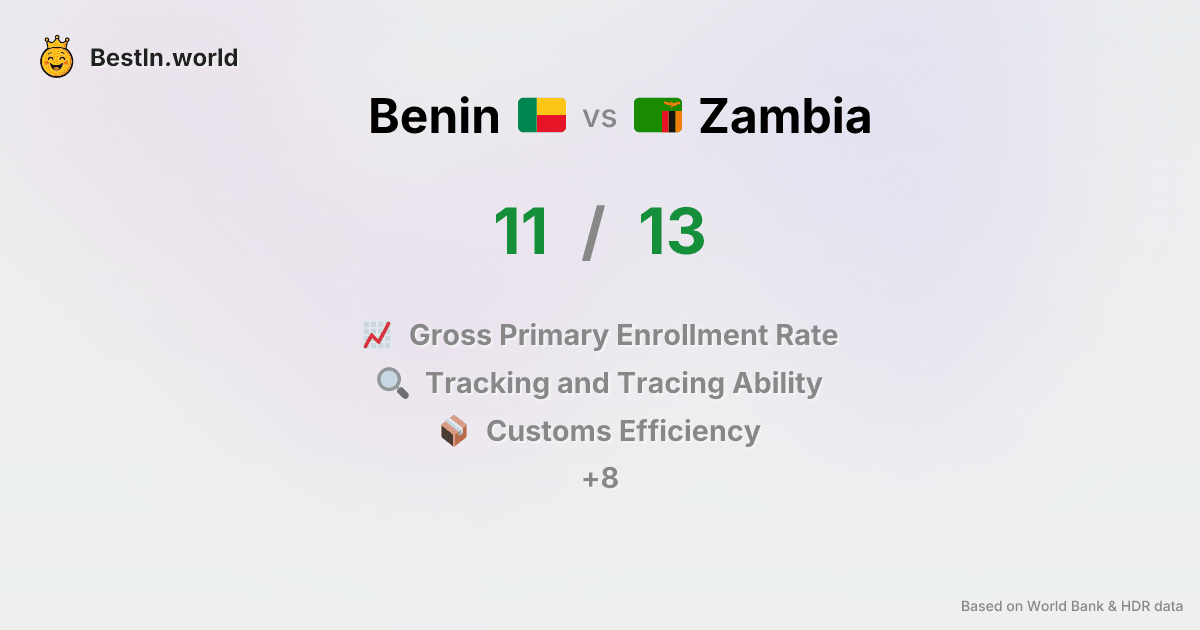 BestIn.world
Benin vs Zambia
11 / 13
Gross Primary Enrollment Rate
Tracking and Tracing Ability
Customs Efficiency
+8
Based on World Bank & HDR data